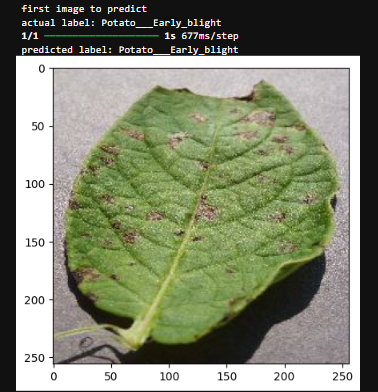 first image to predict
actual label: Potato___Early_blight
1/1 ━━━━━━━━━━━━━━━━━━━━ 1s 677ms/step
predicted label: Potato___Early_blight
0
50
100
150
200
250
0 50 100 150 200 250